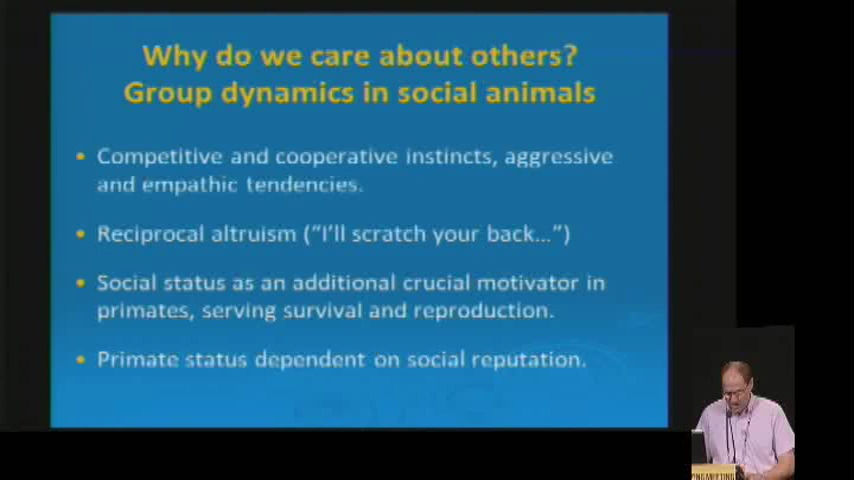 Why do we care about others?
Group dynamics in social animals
• Competitive and cooperative instincts, aggressive
and empathic tendencies.
• Reciprocal altruism (“I’ll scratch your back…”)
• Social status as an additional crucial motivator in
primates, serving survival and reproduction.
• Primate status dependent on social reputation.